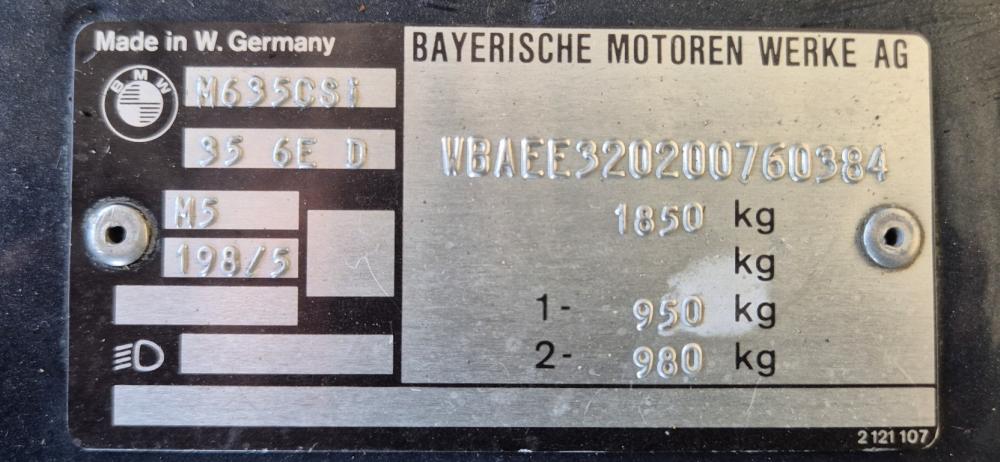 Made in W. Germany
BAYERISCHE MOTOREN WERKE AG
BMW
M635CSi
35 6E D
WBAEE320200760384
M5
1850 kg
198/5
kg
1- 950 kg
2- 980 kg
2 121 107